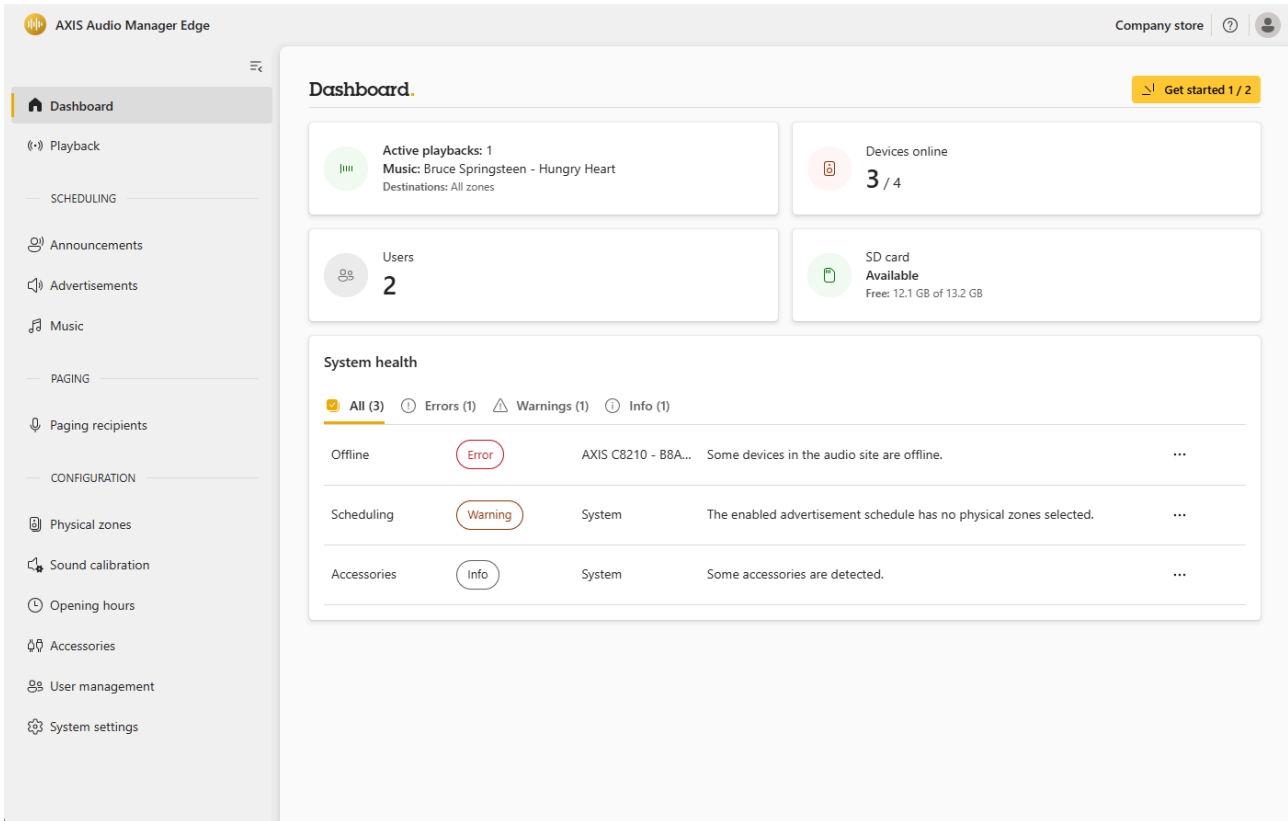 AXIS Audio Manager Edge
Company store
Dashboard
Playback
SCHEDULING
Announcements
Advertisements
Music
PAGING
Paging recipients
CONFIGURATION
Physical zones
Sound calibration
Opening hours
Accessories
User management
System settings
Dashboard.
Get started 1 / 2
Active playbacks: 1
Music: Bruce Springsteen - Hungry Heart
Destinations: All zones
Devices online
3 / 4
Users
2
SD card
Available
Free: 12.1 GB of 13.2 GB
System health
All (3) Errors (1) Warnings (1) Info (1)
Offline Error AXIS C8210 - B8A... Some devices in the audio site are offline.
Scheduling Warning System The enabled advertisement schedule has no physical zones selected.
Accessories Info System Some accessories are detected.